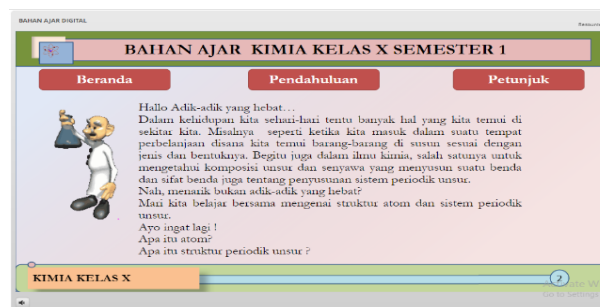 BAHAN AJAR DIGITAL
BAHAN AJAR KIMIA KELAS X SEMESTER 1
Beranda
Pendahuluan
Petunjuk
Hallo Adik-adik yang hebat…
Dalam kehidupan kita sehari-hari tentu banyak hal yang kita temui di
sekitar kita. Misalnya seperti ketika kita masuk dalam suatu tempat
perbelanjaan disana kita temui barang-barang di susun sesuai dengan
jenis dan bentuknya. Begitu juga dalam ilmu kimia, salah satunya untuk
mengetahui komposisi unsur dan senyawa yang menyusun suatu benda
dan sifat benda juga tentang penyusunan sistem periodik unsur.
Nah, menarik bukan adik-adik yang hebat?
Mari kita belajar bersama mengenai struktur atom dan sistem periodik
unsur.
Ayo ingat lagi !
Apa itu atom?
Apa itu struktur periodik unsur ?
KIMIA KELAS X
2
Go to Settings